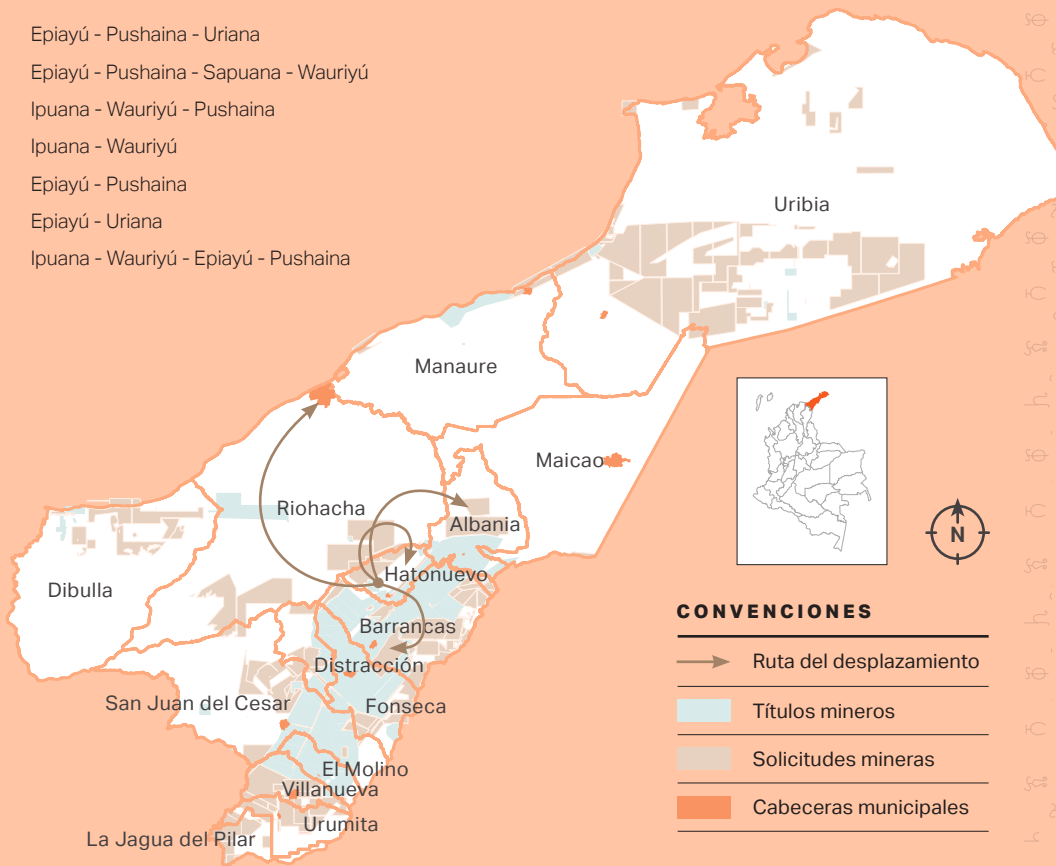 Epiayú - Pushaina - Uriana
Epiayú - Pushaina - Sapuana - Wauriyú
Ipuana - Wauriyú - Pushaina
Ipuana - Wauriyú
Epiayú - Pushaina
Epiayú - Uriana
Ipuana - Wauriyú - Epiayú - Pushaina
Uribia
Manaure
Maicao
Riohacha
Albania
Hatonuevo
Dibulla
Barrancas
Distracción
San Juan del Cesar
Fonseca
El Molino
Villanueva
Urumita
La Jagua del Pilar
N
CONVENCIONES
Ruta del desplazamiento
Títulos mineros
Solicitudes mineras
Cabeceras municipales